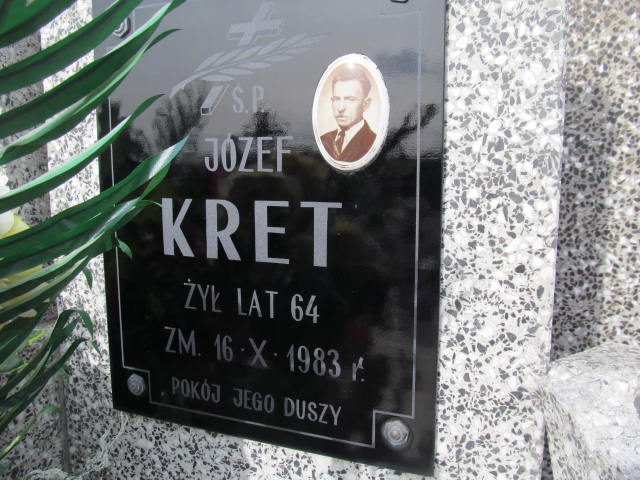 Ś.P.
JÓZEF
KRET
ŻYŁ LAT 64
ZM. 16·X·1983 r.
POKÓJ JEGO DUSZY